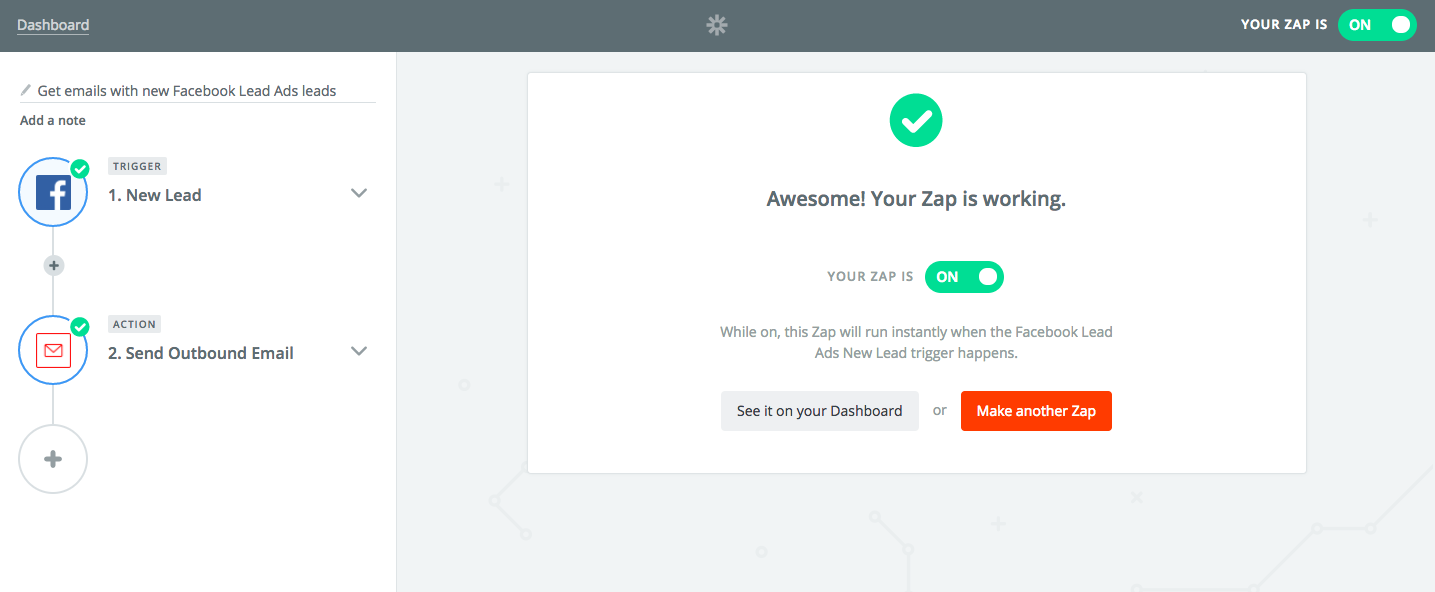 Dashboard
YOUR ZAP IS ON
Get emails with new Facebook Lead Ads leads
Add a note
TRIGGER
1. New Lead
ACTION
2. Send Outbound Email
Awesome! Your Zap is working.
YOUR ZAP IS ON
While on, this Zap will run instantly when the Facebook Lead
Ads New Lead trigger happens.
See it on your Dashboard or Make another Zap